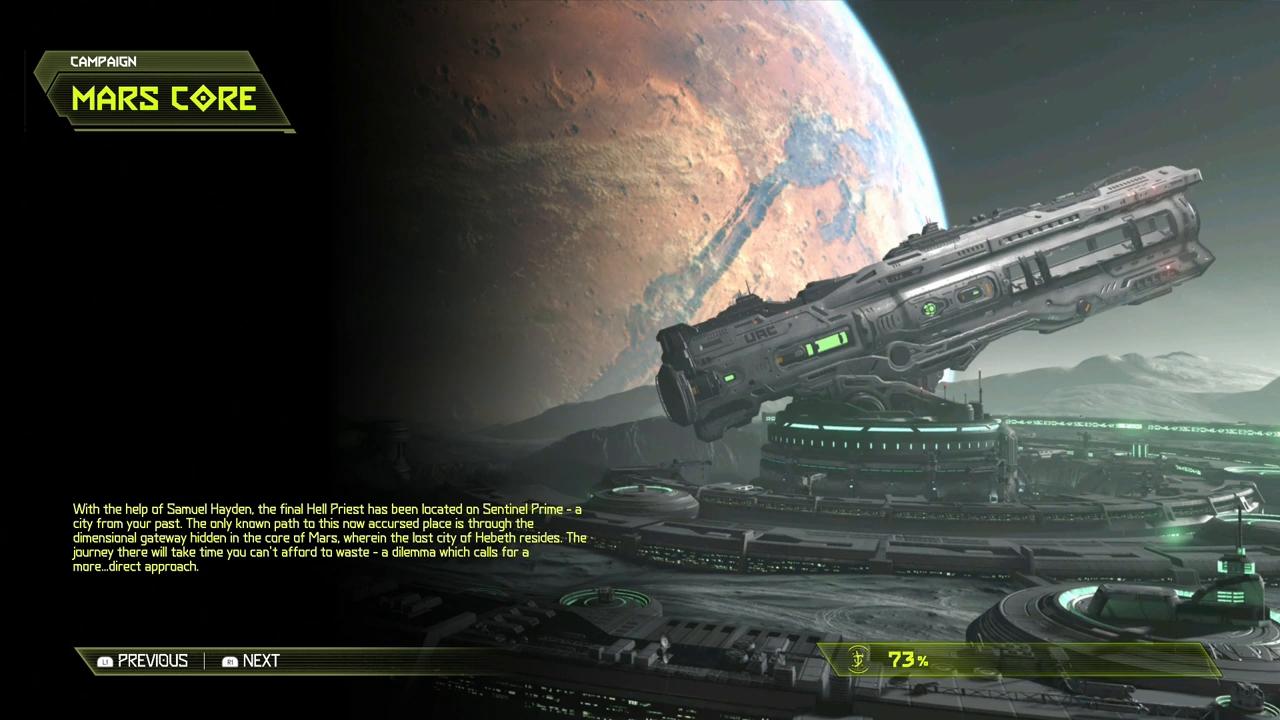 CAMPAIGN
MARS CORE
UAC
With the help of Samuel Hayden, the final Hell Priest has been located on Sentinel Prime - a
city from your past. The only known path to this now accursed place is through the
dimensional gateway hidden in the core of Mars, wherein the lost city of Hebeth resides. The
journey there will take time you can't afford to waste - a dilemma which calls for a
more...direct approach.
L1 PREVIOUS | R1 NEXT
73%